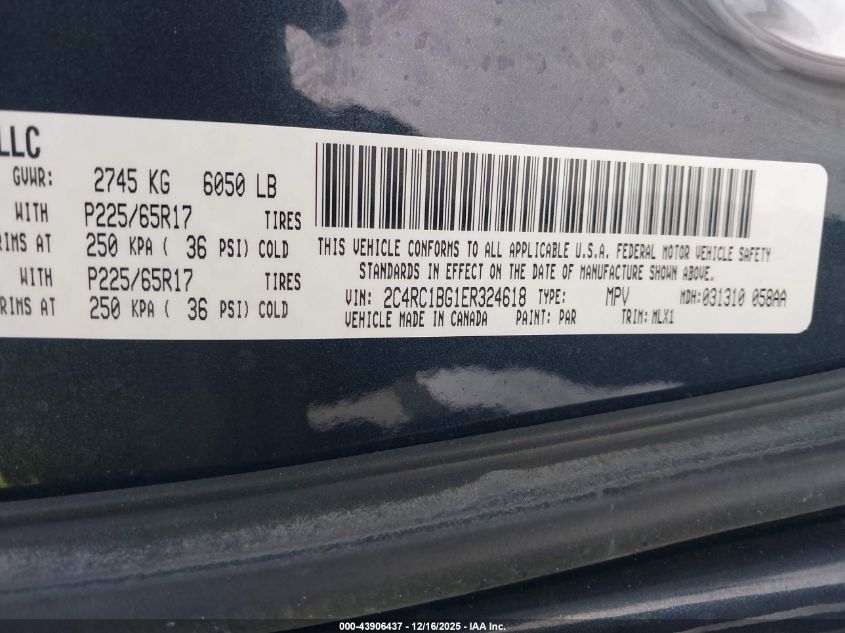 LLC
GVWR: 2745 KG 6050 LB
WITH P225/65R17 TIRES
RIMS AT 250 KPA ( 36 PSI) COLD
WITH P225/65R17 TIRES
RIMS AT 250 KPA ( 36 PSI) COLD
THIS VEHICLE CONFORMS TO ALL APPLICABLE U.S.A. FEDERAL MOTOR VEHICLE SAFETY
STANDARDS IN EFFECT ON THE DATE OF MANUFACTURE SHOWN ABOVE.
VIN: 2C4RC1BG1ER324618 TYPE: MPV MDH:031310 058AA
VEHICLE MADE IN CANADA PAINT: PAR TRIM: MLX1
000-43906437 - 12/16/2025 - IAA Inc.